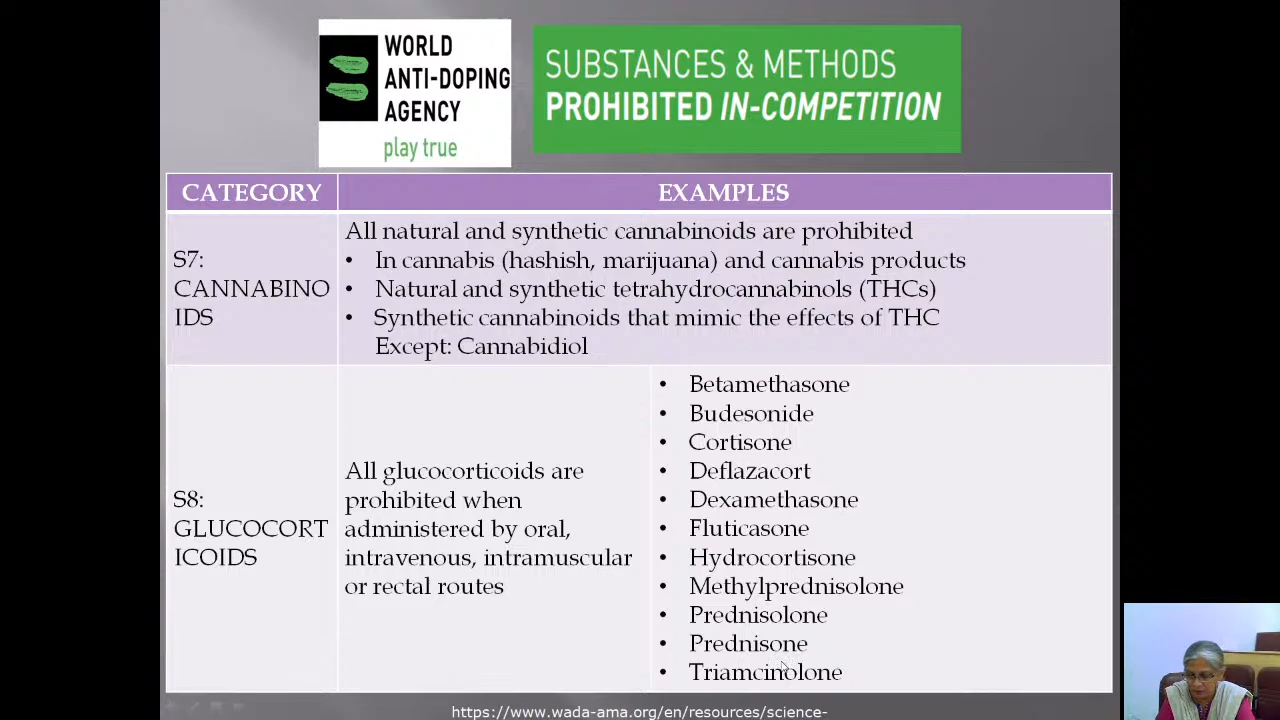 WORLD
ANTI-DOPING
AGENCY
play true
SUBSTANCES & METHODS
PROHIBITED IN-COMPETITION
CATEGORY
EXAMPLES
S7:
CANNABINO
IDS
All natural and synthetic cannabinoids are prohibited
• In cannabis (hashish, marijuana) and cannabis products
• Natural and synthetic tetrahydrocannabinols (THCs)
• Synthetic cannabinoids that mimic the effects of THC
Except: Cannabidiol
S8:
GLUCOCORT
ICOIDS
All glucocorticoids are
prohibited when
administered by oral,
intravenous, intramuscular
or rectal routes
• Betamethasone
• Budesonide
• Cortisone
• Deflazacort
• Dexamethasone
• Fluticasone
• Hydrocortisone
• Methylprednisolone
• Prednisolone
• Prednisone
• Triamcinolone
https://www.wada-ama.org/en/resources/science-